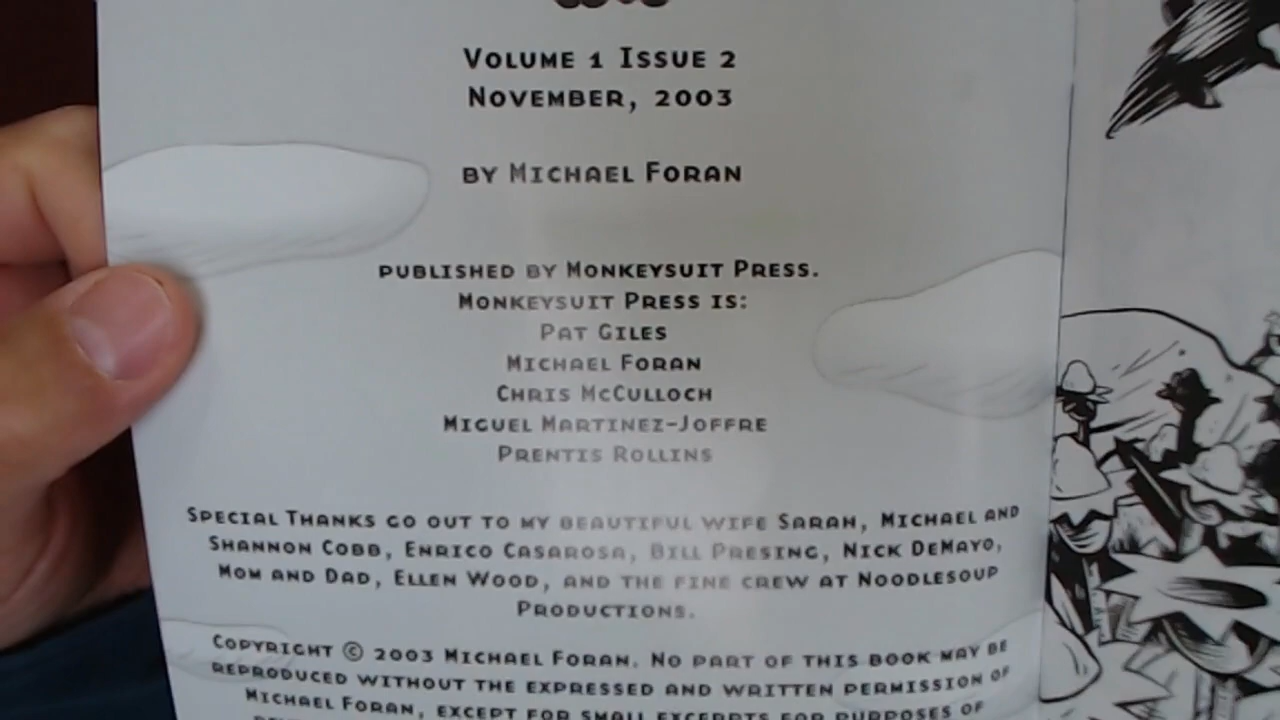 VOLUME 1 ISSUE 2
NOVEMBER, 2003
BY MICHAEL FORAN
PUBLISHED BY MONKEYSUIT PRESS.
MONKEYSUIT PRESS IS:
PAT GILES
MICHAEL FORAN
CHRIS MCCULLOCH
MIGUEL MARTINEZ-JOFFRE
PRENTIS ROLLINS
SPECIAL THANKS GO OUT TO MY BEAUTIFUL WIFE SARAH, MICHAEL AND
SHANNON COBB, ENRICO CASAROSA, BILL PRESING, NICK DEMAYO,
MOM AND DAD, ELLEN WOOD, AND THE FINE CREW AT NOODLESOUP
PRODUCTIONS.
COPYRIGHT © 2003 MICHAEL FORAN. NO PART OF THIS BOOK MAY BE
REPRODUCED WITHOUT THE EXPRESSED AND WRITTEN PERMISSION OF
MICHAEL FORAN, EXCEPT FOR SMALL EXCERPTS FOR PURPOSES OF